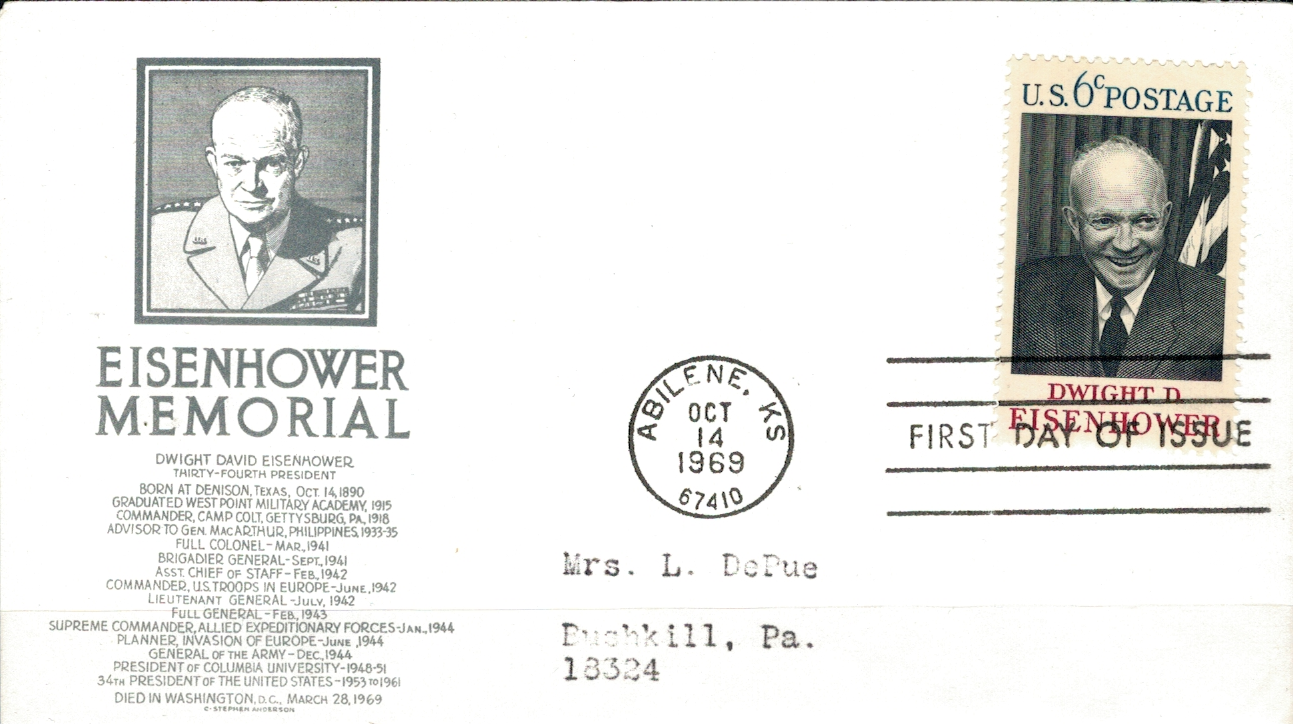 EISENHOWER
MEMORIAL
DWIGHT DAVID EISENHOWER
THIRTY-FOURTH PRESIDENT
BORN AT DENISON, TEXAS, OCT. 14, 1890
GRADUATED WEST POINT MILITARY ACADEMY, 1915
COMMANDER, CAMP COLT, GETTYSBURG, PA., 1918
ADVISOR TO GEN. MACARTHUR, PHILIPPINES, 1933-35
FULL COLONEL-MAR., 1941
BRIGADIER GENERAL-SEPT., 1941
ASST. CHIEF OF STAFF-FEB., 1942
COMMANDER, U.S. TROOPS IN EUROPE-JUNE, 1942
LIEUTENANT GENERAL-JULY, 1942
FULL GENERAL-FEB., 1943
SUPREME COMMANDER, ALLIED EXPEDITIONARY FORCES-JAN., 1944
PLANNER, INVASION OF EUROPE-JUNE, 1944
GENERAL OF THE ARMY-DEC., 1944
PRESIDENT OF COLUMBIA UNIVERSITY-1948-51
34TH PRESIDENT OF THE UNITED STATES-1953 TO 1961
DIED IN WASHINGTON, D.C., MARCH 28, 1969
C-STEPHEN ANDERSON
U.S. 6c POSTAGE
DWIGHT D.
EISENHOWER
ABILENE, KS
OCT
14
1969
67410
FIRST DAY OF ISSUE
Mrs. L. DePue
Bushkill, Pa.
18324